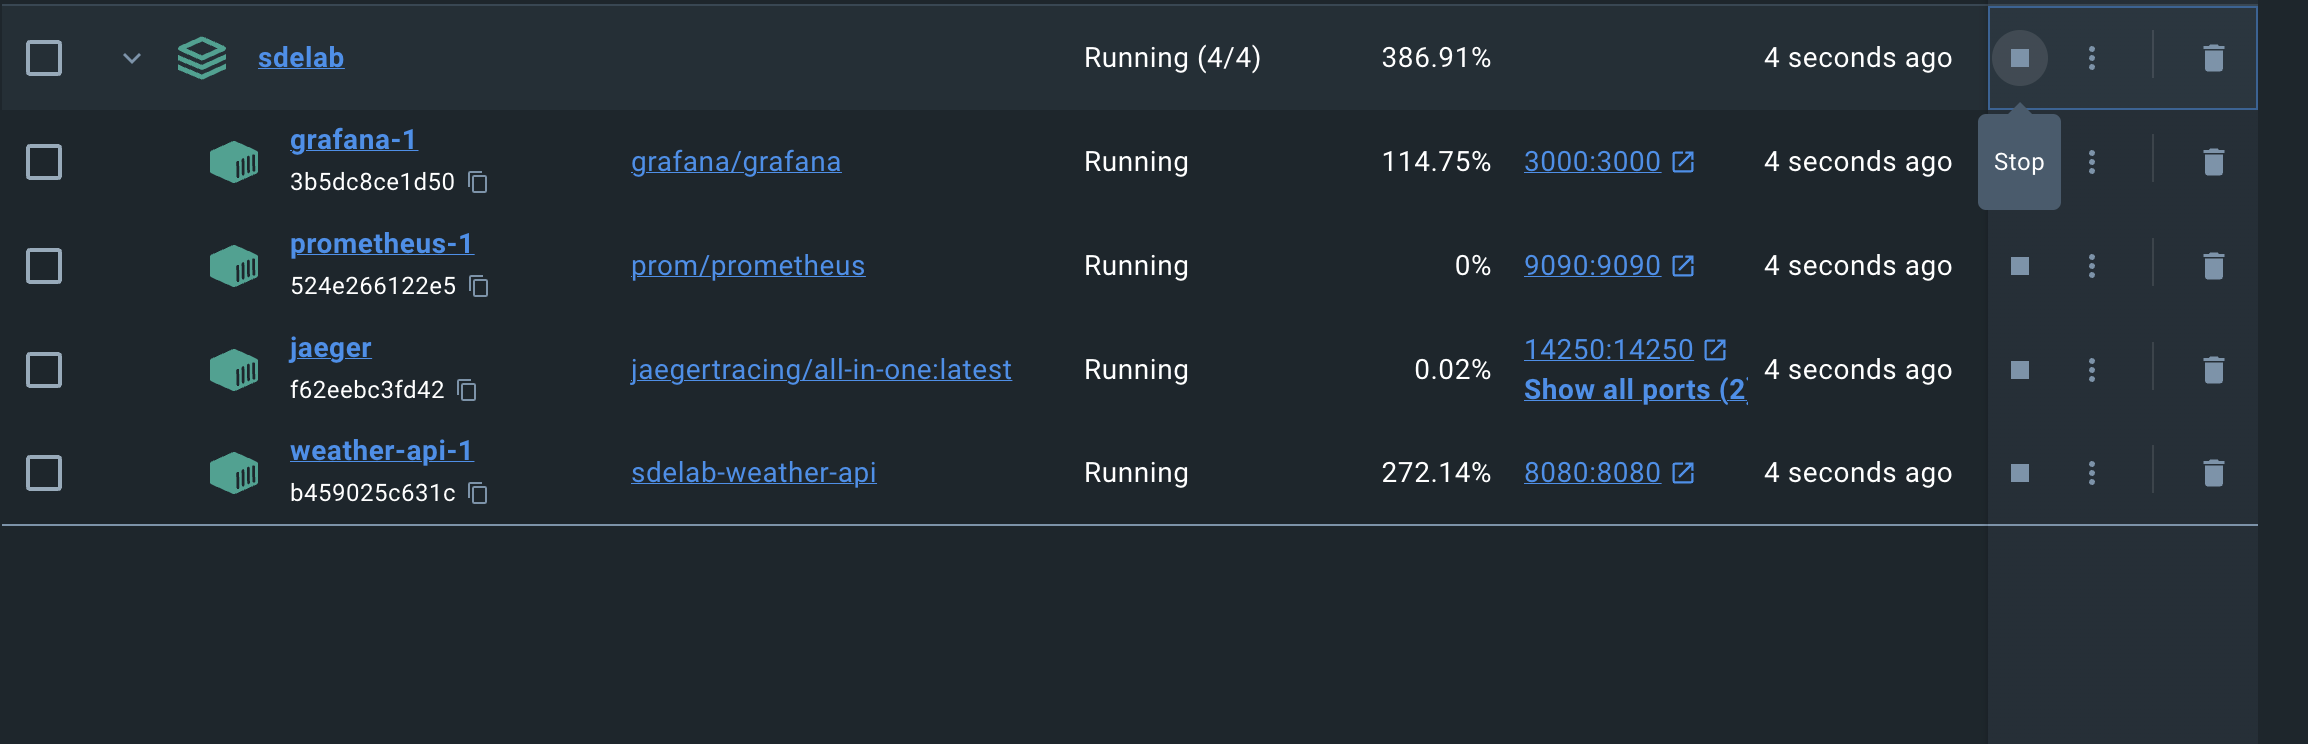 sdelab Running (4/4) 386.91% 4 seconds ago
grafana-1
3b5dc8ce1d50
grafana/grafana Running 114.75% 3000:3000 4 seconds ago
Stop
prometheus-1
524e266122e5
prom/prometheus Running 0% 9090:9090 4 seconds ago
jaeger
f62eebc3fd42
jaegertracing/all-in-one:latest Running 0.02% 14250:14250
Show all ports (2
4 seconds ago
weather-api-1
b459025c631c
sdelab-weather-api Running 272.14% 8080:8080 4 seconds ago